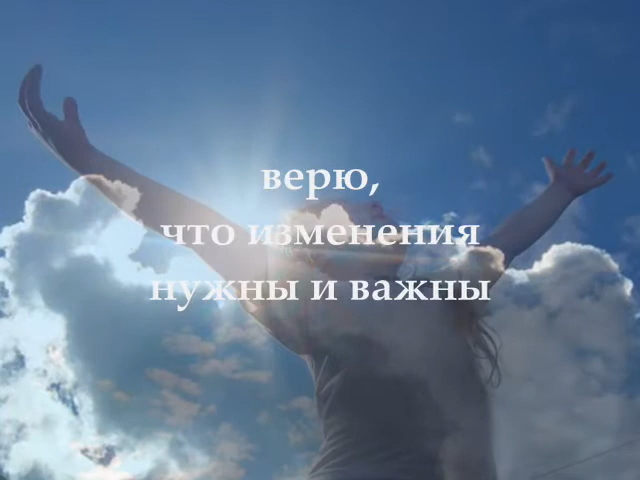 верю,
что изменения
нужны и важны